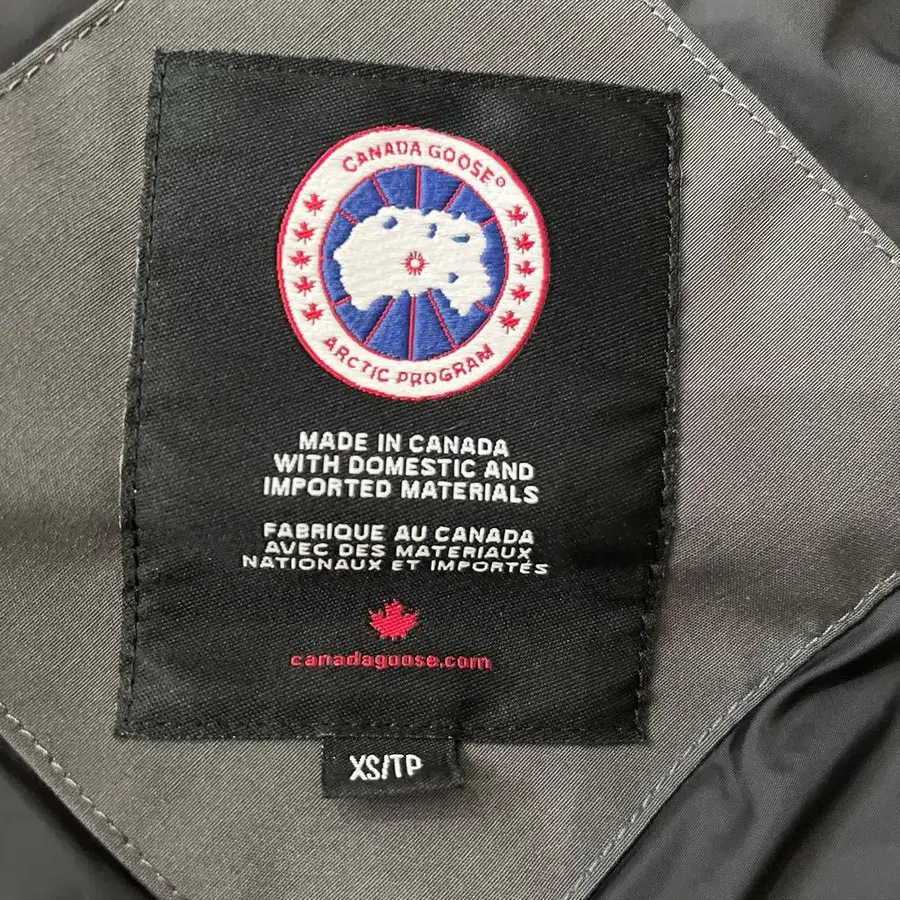 CANADA GOOSE®
ARCTIC PROGRAM
MADE IN CANADA
WITH DOMESTIC AND
IMPORTED MATERIALS
FABRIQUE AU CANADA
AVEC DES MATERIAUX
NATIONAUX ET IMPORTÉS
canadagoose.com
XS/TP